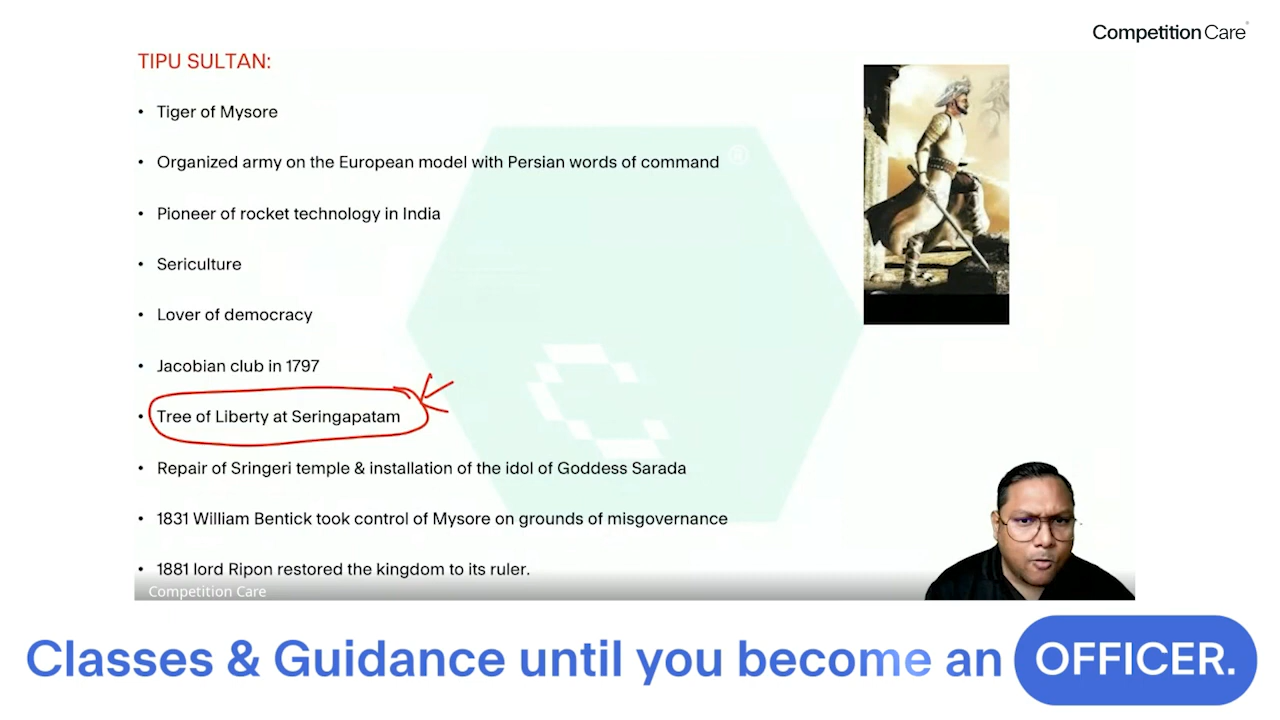 Competition Care
TIPU SULTAN:
• Tiger of Mysore
• Organized army on the European model with Persian words of command
• Pioneer of rocket technology in India
• Sericulture
• Lover of democracy
• Jacobian club in 1797
• Tree of Liberty at Seringapatam
• Repair of Sringeri temple & installation of the idol of Goddess Sarada
• 1831 William Bentick took control of Mysore on grounds of misgovernance
• 1881 lord Ripon restored the kingdom to its ruler.
Competition Care
Classes & Guidance until you become an OFFICER.